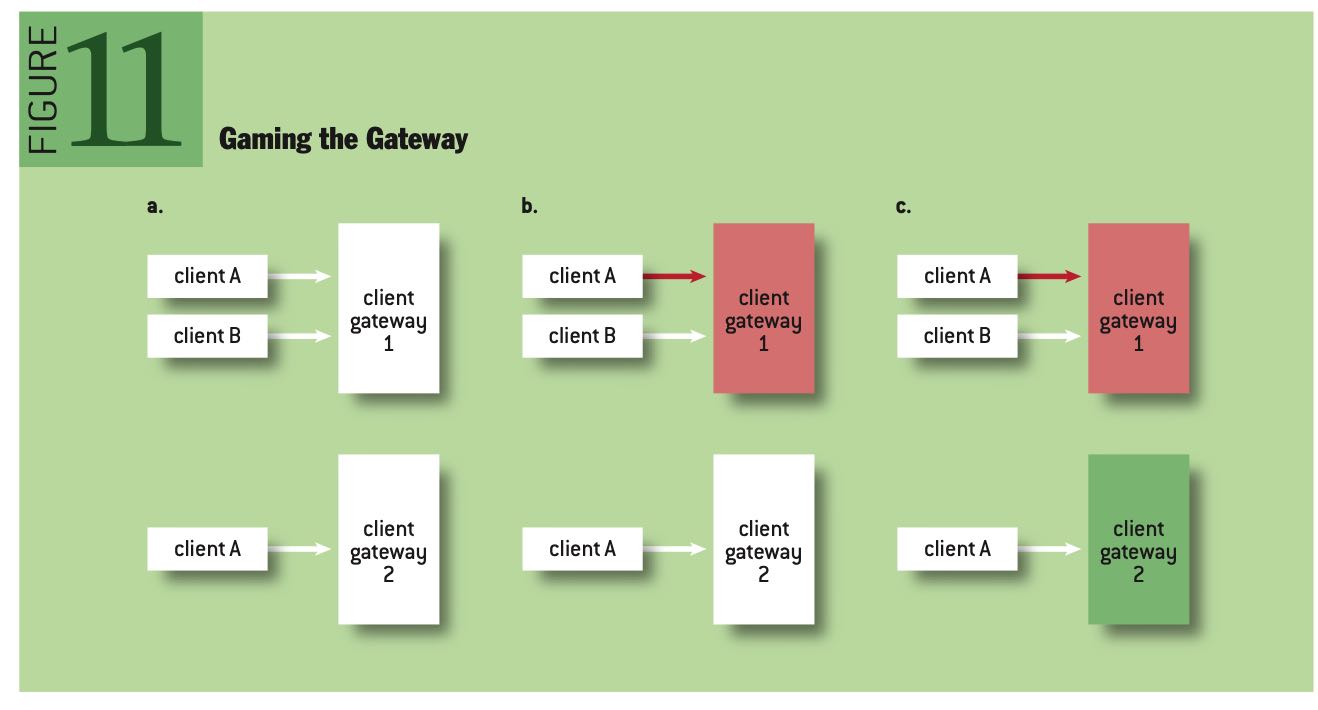 FIGURE 11
Gaming the Gateway
a.
client A
client B
client
gateway
1
client A
client
gateway
2
b.
client A
client B
client
gateway
1
client A
client
gateway
2
c.
client A
client B
client
gateway
1
client A
client
gateway
2